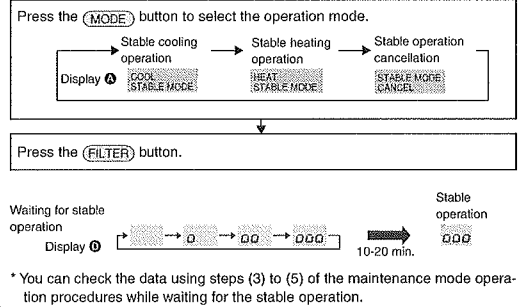 Press the (MODE) button to select the operation mode.
Stable cooling operation
Stable heating operation
Stable operation cancellation
Display A
COOL
STABLE MODE
HEAT
STABLE MODE
STABLE MODE
CANCEL
Press the (FILTER) button.
Waiting for stable operation
Display D
0
00
000
10-20 min.
Stable operation
000
* You can check the data using steps (3) to (5) of the maintenance mode opera-
tion procedures while waiting for the stable operation.